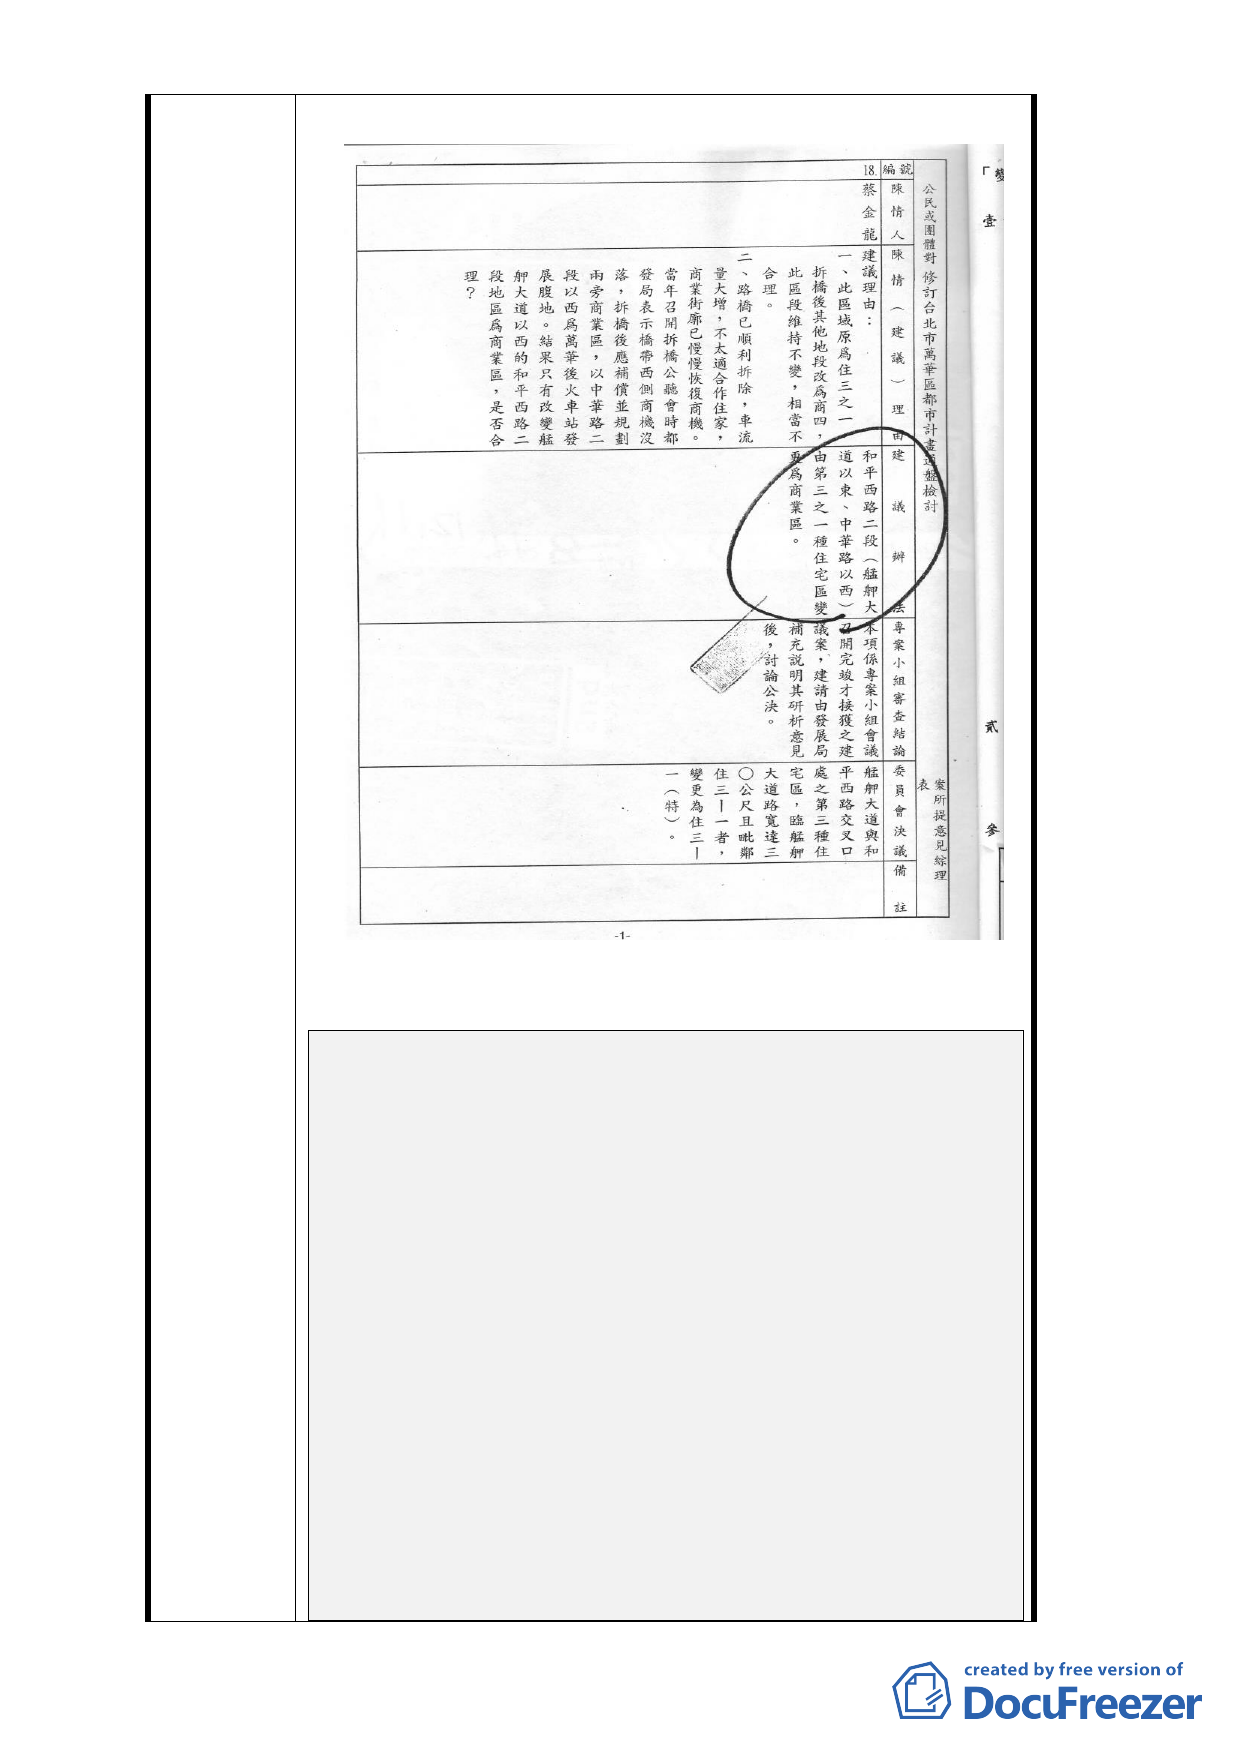 公民或團體對修訂台北市萬華區都市計畫通盤檢討
案所提意見綜理
表
編號
18.
陳情人
蔡金龍
陳情（建議）理由
建議理由：
一、此區域原為住三之一
拆橋後其他地段改為商四，
此區段維持不變，相當不
合理。
二、路橋已順利拆除，車流
量大增，不太適合作住家，
商業街廓已慢慢恢復商機。
當年召開拆橋公聽會時都
發局表示橋帶西側商機沒
落，拆橋後應補償並規劃
兩旁商業區，以中華路二
段以西為萬華後火車站發
展腹地。結果只有改變艋
舺大道以西的和平西路二
段地區為商業區，是否合
理？
建議辦法
和平西路二段（艋舺大
道以東、中華路以西）
由第三之一種住宅區變
更為商業區。
專案小組審查結論
本項係專案小組會議
召開完竣才接獲之建
議案，建請由發展局
補充說明其研析意見
後，討論公決。
委員會決議
艋舺大道與和
平西路交叉口
處之第三種住
宅區，臨艋舺
大道路寬達三
〇公尺且毗鄰
住三｜一者，
變更為住三｜
一（特）。
備註
-1-
「變
壹
貳
參
created by free version of
DocuFreezer